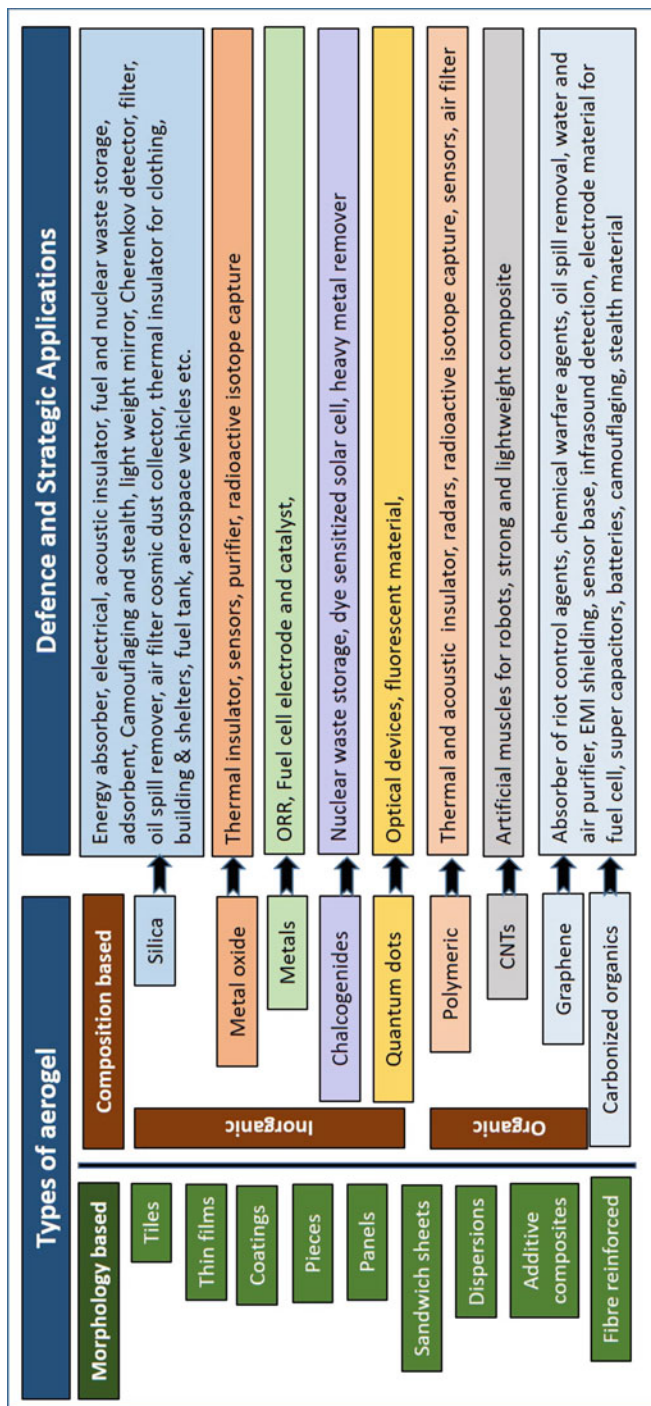 Types of aerogel
Defence and Strategic Applications
Morphology based
Tiles
Thin films
Coatings
Pieces
Panels
Sandwich sheets
Dispersions
Additive
composites
Fibre reinforced
Composition based
Inorganic
Organic
Silica
Energy absorber, electrical, acoustic insulator, fuel and nuclear waste storage,
adsorbent, Camouflaging and stealth, light weight mirror, Cherenkov detector, filter,
oil spill remover, air filter cosmic dust collector, thermal insulator for clothing,
building & shelters, fuel tank, aerospace vehicles etc.
Metal oxide
Thermal insulator, sensors, purifier, radioactive isotope capture
Metals
ORR, Fuel cell electrode and catalyst,
Chalcogenides
Nuclear waste storage, dye sensitized solar cell, heavy metal remover
Quantum dots
Optical devices, fluorescent material,
Polymeric
Thermal and acoustic insulator, radars, radioactive isotope capture, sensors, air filter
CNTs
Artificial muscles for robots, strong and lightweight composite
Graphene
Carbonized organics
Absorber of riot control agents, chemical warfare agents, oil spill removal, water and
air purifier, EMI shielding, sensor base, infrasound detection, electrode material for
fuel cell, super capacitors, batteries, camouflaging, stealth material